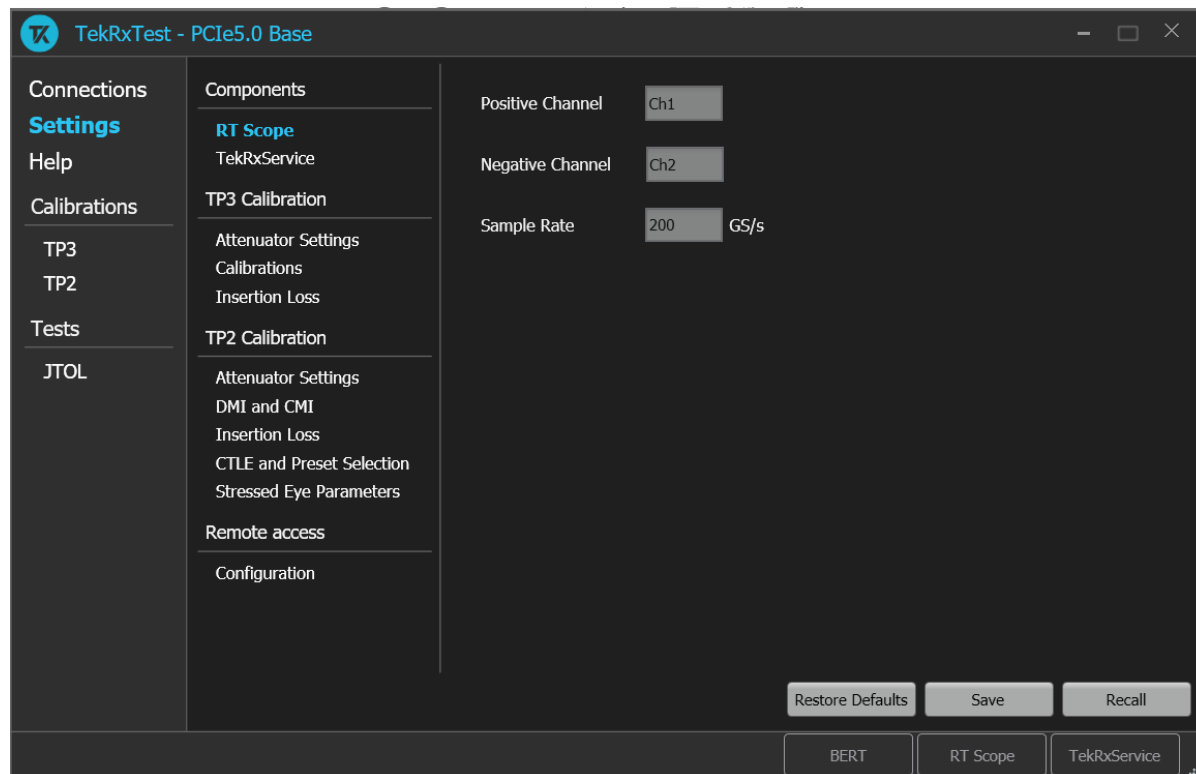 TekRxTest - PCIe5.0 Base
Connections
Settings
Help
Calibrations
TP3
TP2
Tests
JTOL
Components
RT Scope
TekRxService
TP3 Calibration
Attenuator Settings
Calibrations
Insertion Loss
TP2 Calibration
Attenuator Settings
DMI and CMI
Insertion Loss
CTLE and Preset Selection
Stressed Eye Parameters
Remote access
Configuration
Positive Channel Ch1
Negative Channel Ch2
Sample Rate 200 GS/s
Restore Defaults Save Recall
BERT RT Scope TekRxService